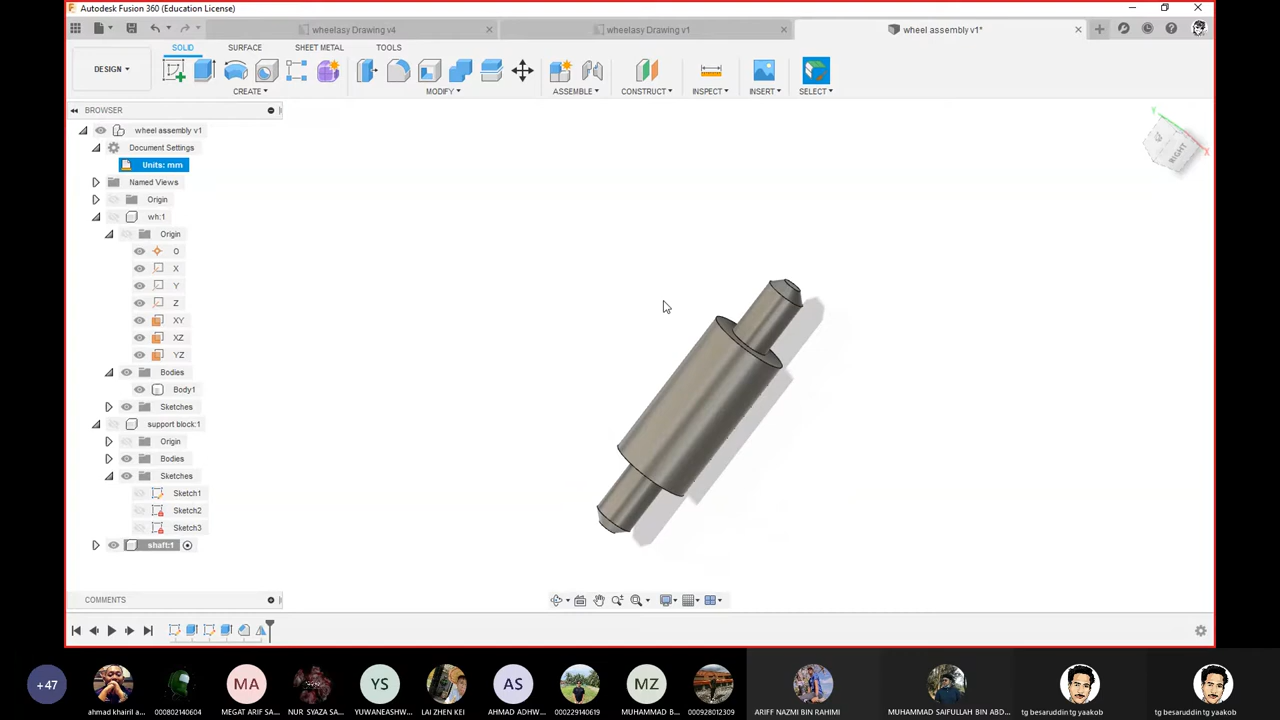 Autodesk Fusion 360 (Education License)
wheelasy Drawing v4
wheelasy Drawing v1
wheel assembly v1*
DESIGN
SOLID
SURFACE
SHEET METAL
TOOLS
CREATE
MODIFY
ASSEMBLE
CONSTRUCT
INSPECT
INSERT
SELECT
BROWSER
wheel assembly v1
Document Settings
Units: mm
Named Views
Origin
wh:1
Origin
O
X
Y
Z
XY
XZ
YZ
Bodies
Body1
Sketches
support block:1
Origin
Bodies
Sketches
Sketch1
Sketch2
Sketch3
shaft:1
Y
X
RIGHT
COMMENTS
+47
MA
YS
AS
MZ
ahmad khairil a...
000802140604
MEGAT ARIF SA...
NUR SYAZA SA...
YUWANEASHW...
LAI ZHEN KEI
AHMAD ADHW...
000229140619
MUHAMMAD B...
000928012309
ARIFF NAZMI BIN RAHIMI
MUHAMMAD SAIFULLAH BIN ABD...
tg besaruddin tg yaakob
tg besaruddin tg yaakob